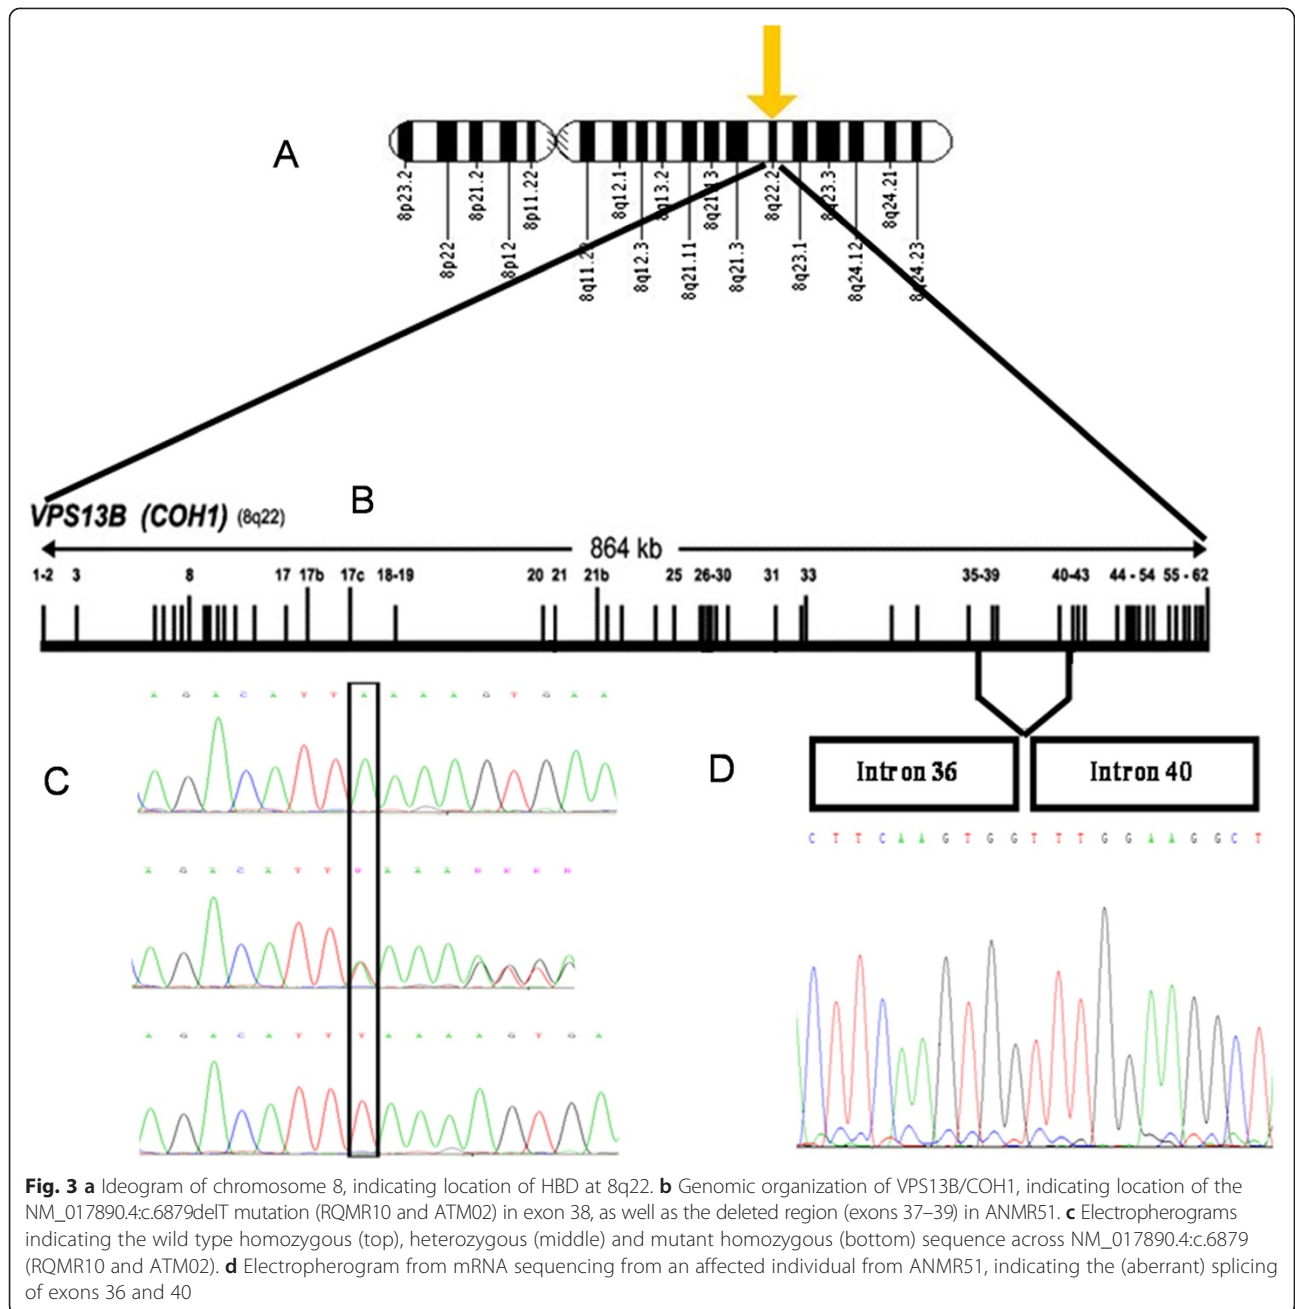 A
8p23.2
8p22
8p21.2
8p12
8p11.22
8q12.1
8q12.3
8q21.11
8q21.3
8q22.2
8q23.1
8q23.3
8q24.12
8q24.21
8q24.23
B
VPS13B (COH1) (8q22)
864 kb
1-2 3 8 17 17b 17c 18-19 20 21 21b 25 26-30 31 33 35-39 40-43 44 - 54 55 - 62
C
A G A C A T T A A A A G T G A A
A G A C A T T W A A A
A G A C A T T T A A A A G T G A
D
Intron 36 Intron 40
C T T C A A G T G G T T T G G A A G G C T
Fig. 3 a Ideogram of chromosome 8, indicating location of HBD at 8q22. b Genomic organization of VPS13B/COH1, indicating location of the
NM_017890.4:c.6879delT mutation (RQMR10 and ATM02) in exon 38, as well as the deleted region (exons 37–39) in ANMR51. c Electropherograms
indicating the wild type homozygous (top), heterozygous (middle) and mutant homozygous (bottom) sequence across NM_017890.4:c.6879
(RQMR10 and ATM02). d Electropherogram from mRNA sequencing from an affected individual from ANMR51, indicating the (aberrant) splicing
of exons 36 and 40